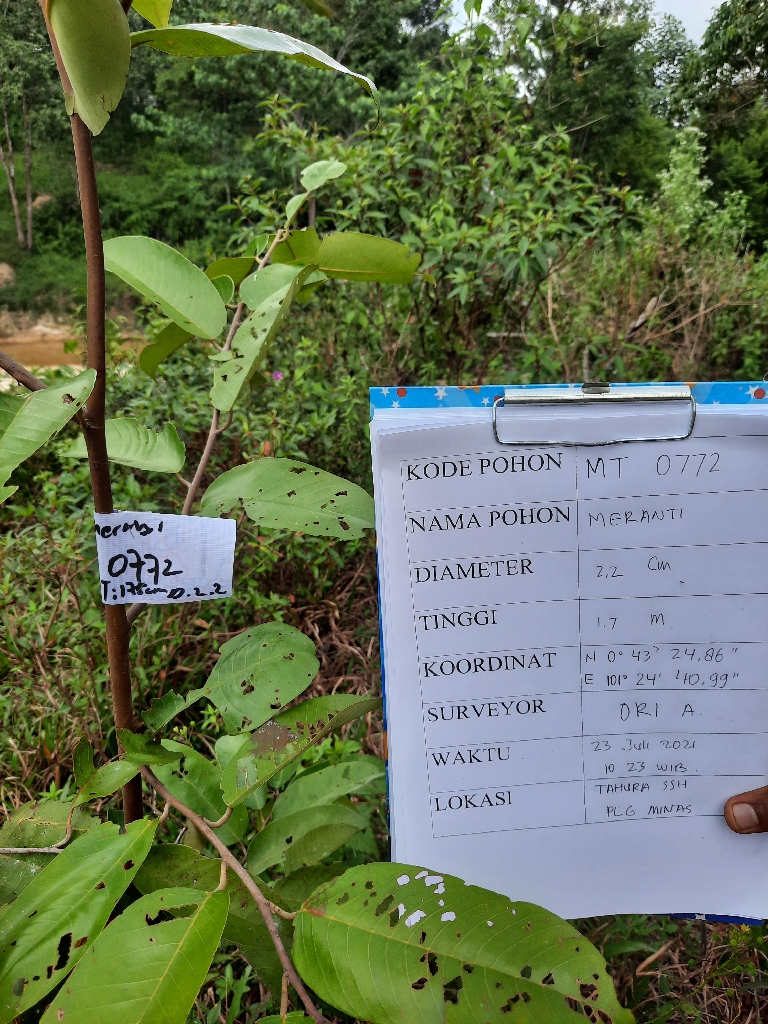 Meranti
0772
T: 178cm D. 2.2
KODE POHON MT 0772
NAMA POHON MERANTI
DIAMETER 2,2 Cm
TINGGI 1.7 m
KOORDINAT N 0° 43' 24.86"
E 101° 24' 40.99"
SURVEYOR ORI A.
WAKTU 23 Juli 2021
10 23 WIB
LOKASI TAHURA SSH
PLG MINAS